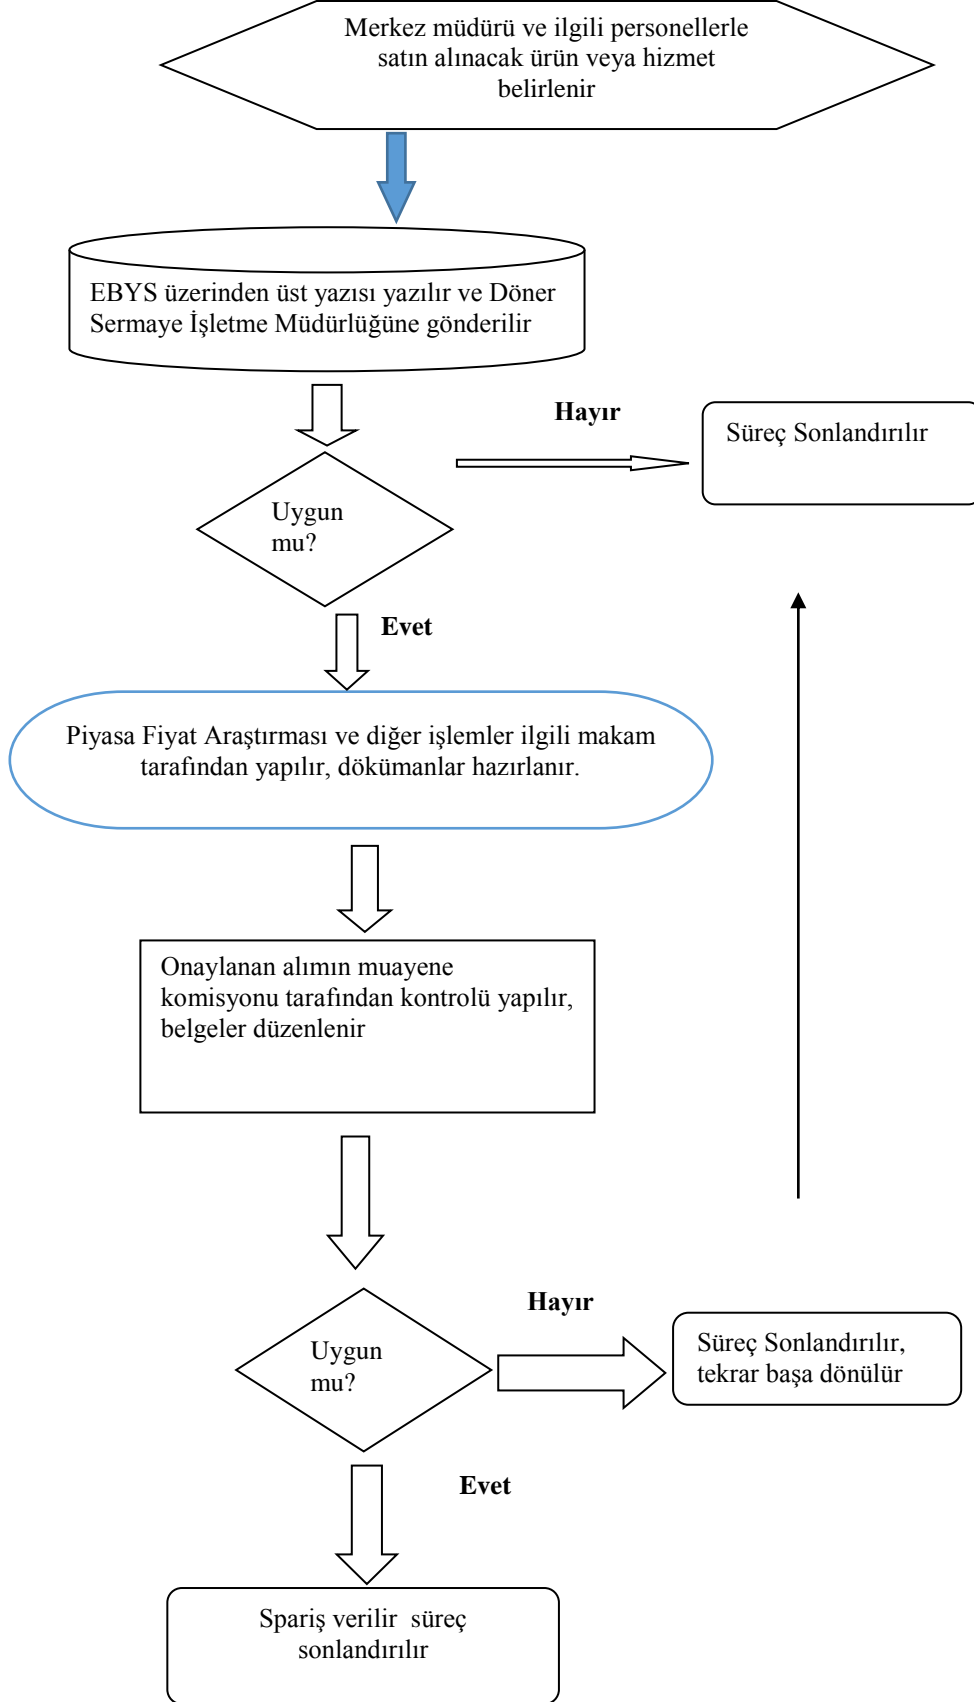 Merkez müdürü ve ilgili personellerle
satın alınacak ürün veya hizmet
belirlenir
EBYS üzerinden üst yazısı yazılır ve Döner
Sermaye İşletme Müdürlüğüne gönderilir
Hayır
Süreç Sonlandırılır
Uygun
mu?
Evet
Piyasa Fiyat Araştırması ve diğer işlemler ilgili makam
tarafından yapılır, dökümanlar hazırlanır.
Onaylanan alımın muayene
komisyonu tarafından kontrolü yapılır,
belgeler düzenlenir
Hayır
Uygun
mu?
Süreç Sonlandırılır,
tekrar başa dönülür
Evet
Spariş verilir süreç
sonlandırılır